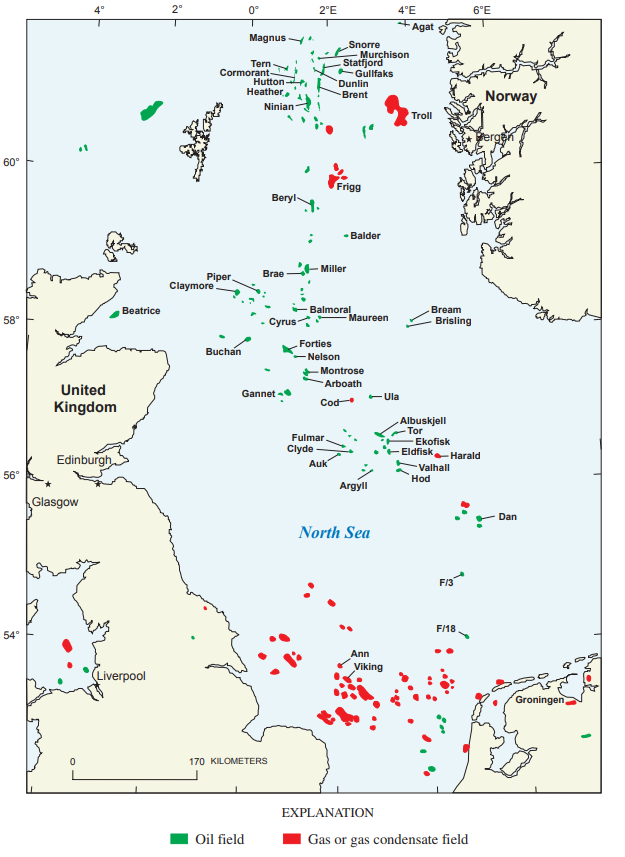 4° 2° 0° 2°E 4°E 6°E
Agat
Magnus
Snorre
Murchison
Tern
Statfjord
Cormorant
Gullfaks
Hutton
Dunlin
Heather
Brent
Norway
Ninian
Troll
Bergen
60°
Frigg
Beryl
Balder
Piper
Brae
Miller
Claymore
Beatrice
Balmoral
Bream
58°
Cyrus
Maureen
Brisling
Buchan
Forties
Nelson
Montrose
Arboath
United
Kingdom
Gannet
Cod
Ula
Albuskjell
Tor
Fulmar
Ekofisk
Clyde
Eldfisk
Harald
Edinburgh
Auk
Valhall
56°
Hod
Argyll
Glasgow
Dan
North Sea
F/3
54°
F/18
Ann
Viking
Liverpool
Groningen
0 170 KILOMETERS
EXPLANATION
Oil field Gas or gas condensate field